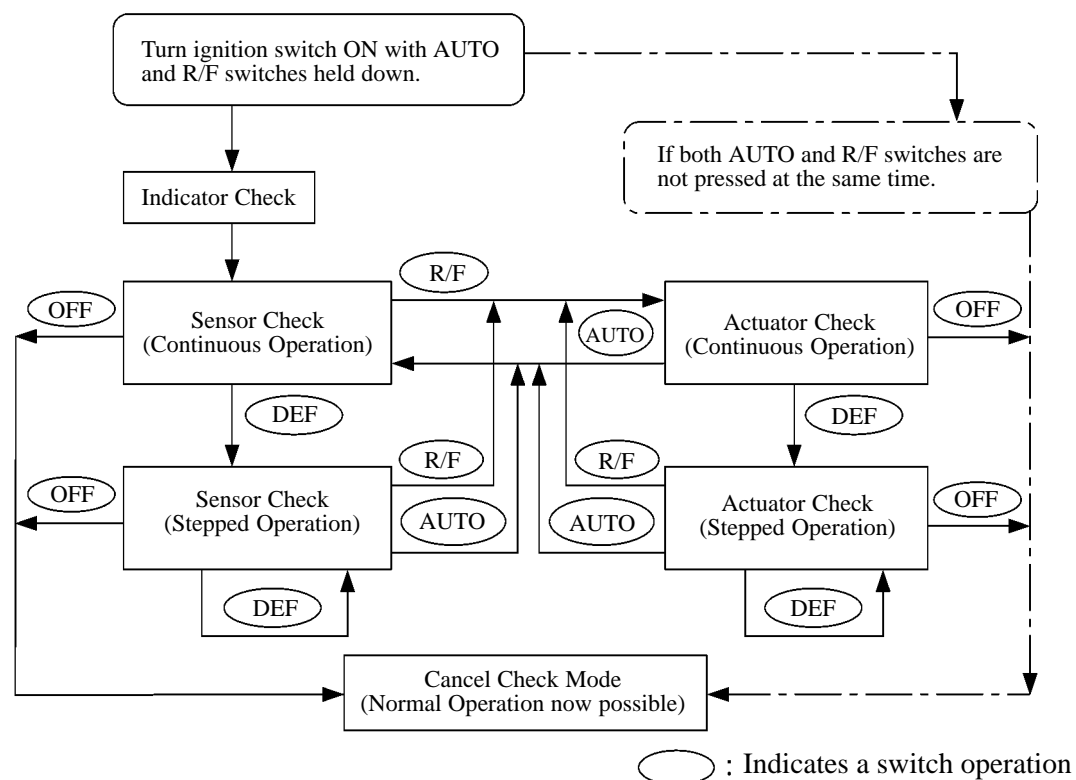 Turn ignition switch ON with AUTO
and R/F switches held down.
If both AUTO and R/F switches are
not pressed at the same time.
Indicator Check
R/F
OFF
Sensor Check
(Continuous Operation)
AUTO
Actuator Check
(Continuous Operation)
OFF
DEF
DEF
OFF
Sensor Check
(Stepped Operation)
R/F
AUTO
R/F
AUTO
Actuator Check
(Stepped Operation)
OFF
DEF
DEF
Cancel Check Mode
(Normal Operation now possible)
: Indicates a switch operation